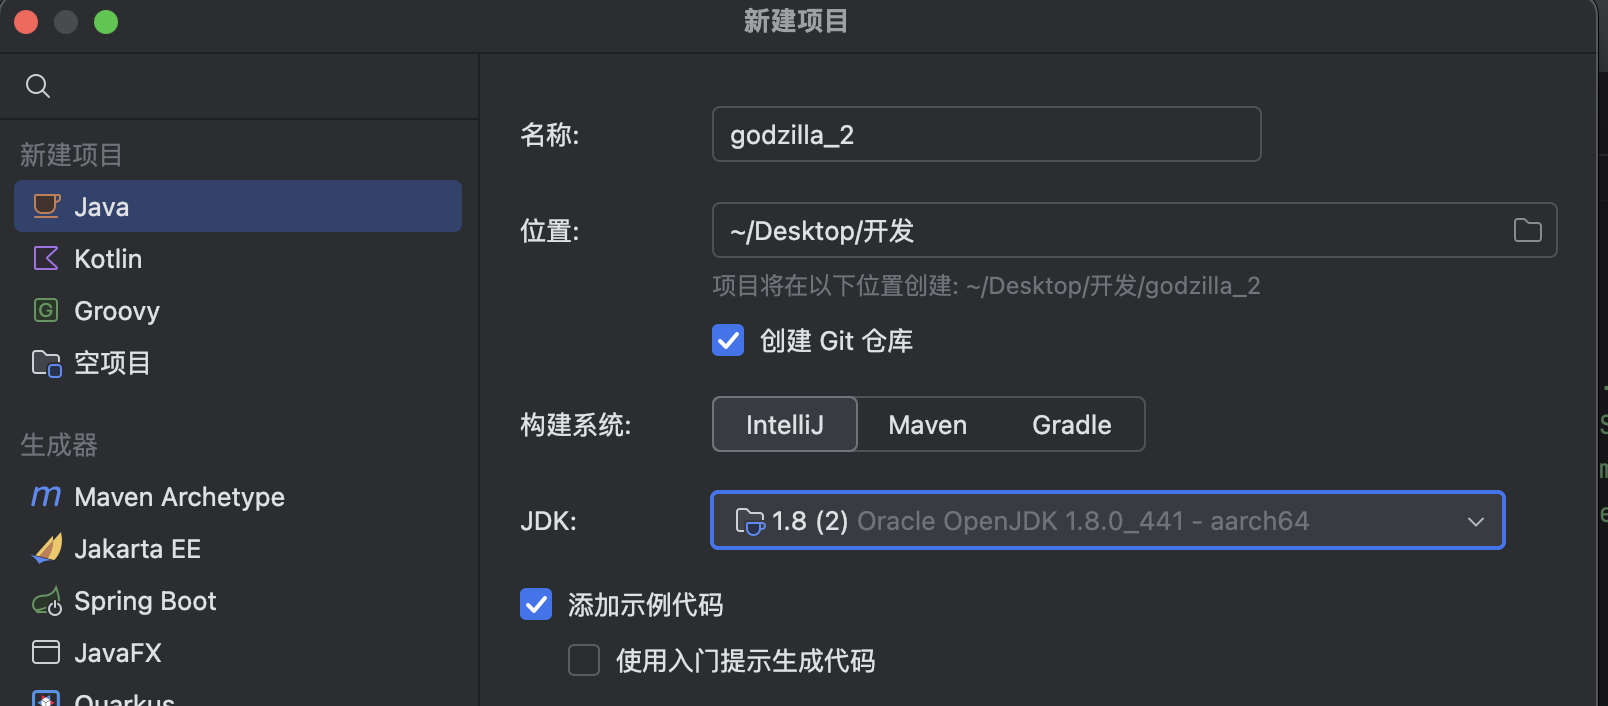 新建项目
新建项目
Java
Kotlin
Groovy
空项目
生成器
Maven Archetype
Jakarta EE
Spring Boot
JavaFX
Quarkus
名称:
godzilla_2
位置:
~/Desktop/开发
项目将在以下位置创建: ~/Desktop/开发/godzilla_2
创建 Git 仓库
构建系统:
IntelliJ
Maven
Gradle
JDK:
1.8 (2) Oracle OpenJDK 1.8.0_441 - aarch64
添加示例代码
使用入门提示生成代码